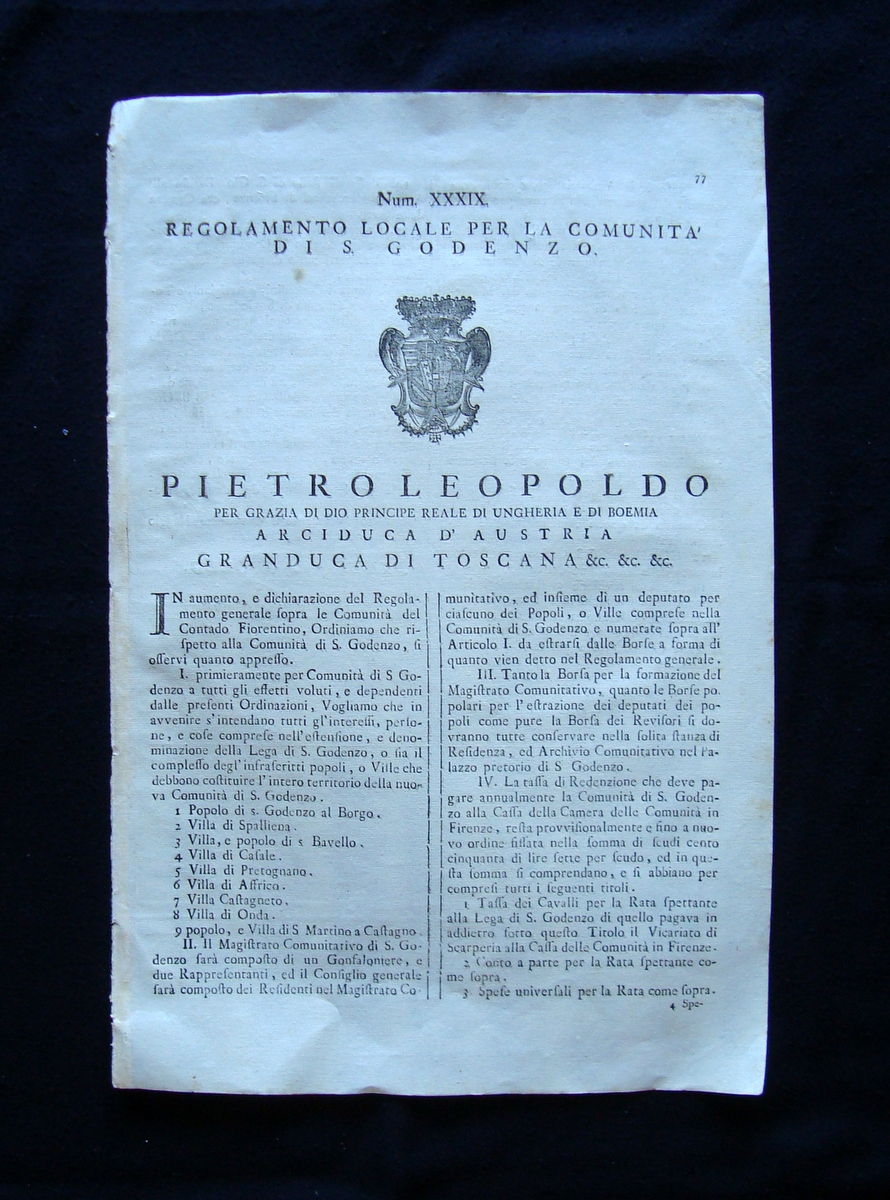 77
Num. XXXIX.
REGOLAMENTO LOCALE PER LA COMUNITA'
DI S. GODENZO.
PIETRO LEOPOLDO
PER GRAZIA DI DIO PRINCIPE REALE DI UNGHERIA E DI BOEMIA
ARCIDUCA D'AUSTRIA
GRANDUCA DI TOSCANA &c. &c. &c.
IN aumento, e dichiarazione del Regola-
mento generale ſopra le Comunità del
Contado Fiorentino, Ordiniamo che ri-
ſpetto alla Comunità di S. Godenzo, ſi
oſſervi quanto appreſſo.
I. primieramente per Comunità di S Go-
denzo a tutti gli effetti voluti, e dependenti
dalle preſenti Ordinazioni, Vogliamo che in
avvenire s'intendano tutti gl'intereſſi, perſo-
ne, e coſe compreſe nell'eſtenſione, e deno-
minazione della Lega di S. Godenzo, o ſia il
compleſſo degl'infraſcritti popoli, o Ville che
debbono coſtituire l'intero territorio della nuo-
va Comunità di S. Godenzo.
1 Popolo di s. Godenzo al Borgo.
2 Villa di Spalliena.
3 Villa, e popolo di s Bavello.
4 Villa di Caſale.
5 Villa di Pretognano.
6 Villa di Affrico.
7 Villa Caſtagneto.
8 Villa di Onda.
9 popolo, e Villa di S Martino a Caſtagno.
II. Il Magiſtrato Comunitativo di S. Go-
denzo ſarà compoſto di un Gonfaloniere, e
due Rappreſentanti, ed il Conſiglio generale
ſarà compoſto dei Reſidenti nel Magiſtrato Co-
munitativo, ed inſieme di un deputato per
ciaſcuno dei Popoli, o Ville compreſe nella
Comunità di S. Godenzo e numerate ſopra all'
Articolo I. da eſtrarſi dalle Borſe a forma di
quanto vien detto nel Regolamento generale.
III. Tanto la Borſa per la formazione del
Magiſtrato Comunitativo, quanto le Borſe po.
polari per l'eſtrazione dei deputati dei po-
poli come pure la Borſa dei Reviſori ſi do-
vranno tutte conſervare nella ſolita ſtanza di
Reſidenza, ed Archivio Comunitativo nel Pa-
lazzo pretorio di S Godenzo.
IV. La taſſa di Redenzione che deve pa-
gare annualmente la Comunità di S. Goden-
zo alla Caſſa della Camera delle Comunità in
Firenze, reſta provviſionalmente e fino a nuo-
vo ordine fiſſata nella ſomma di ſcudi cento
cinquanta di lire ſette per ſcudo, ed in que-
ſta ſomma ſi comprendano, e ſi abbiano per
compreſi tutti i ſeguenti titoli.
1 Taſſa dei Cavalli per la Rata ſpettante
alla Lega di S. Godenzo di quello pagava in
addietro ſotto queſto Titolo il Vicariato di
Scarperia alla Caſſa delle Comunità in Firenze.
2 Conto a parte per la Rata ſpettante co-
me ſopra.
3 Speſe univerſali per la Rata come ſopra.
4 Spe-